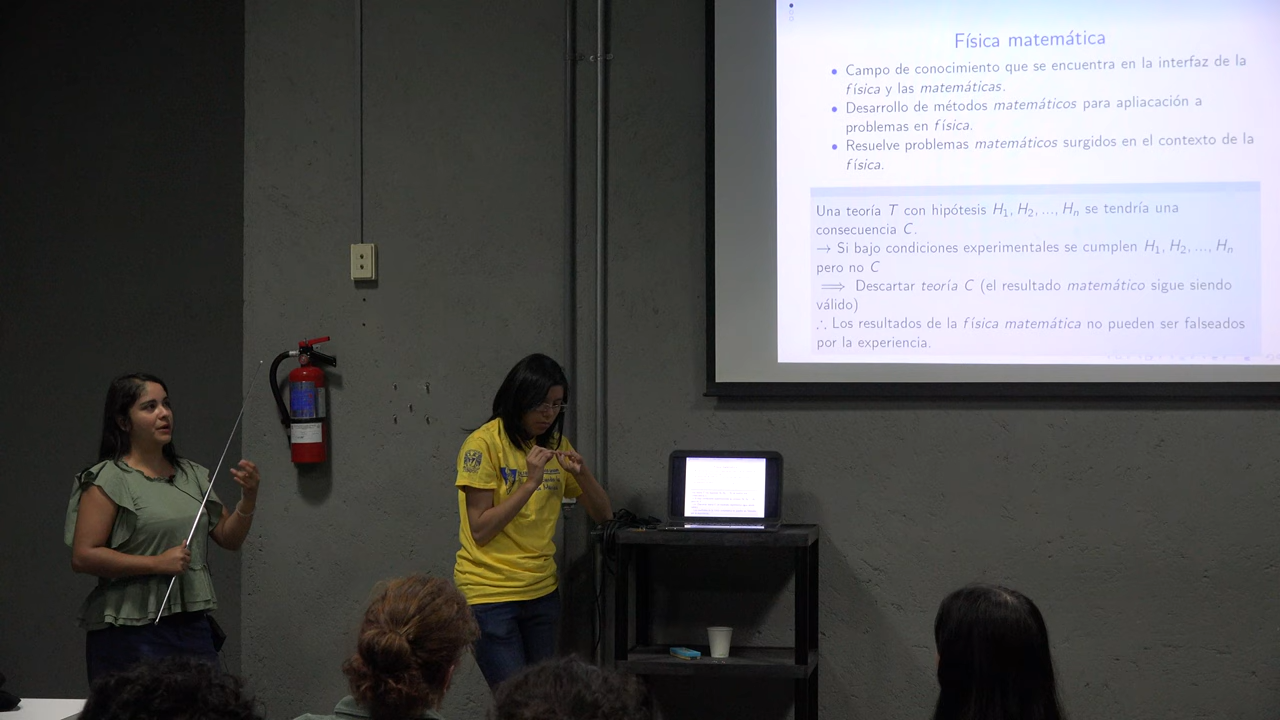 Física matemática
• Campo de conocimiento que se encuentra en la interfaz de la
física y las matemáticas.
• Desarrollo de métodos matemáticos para apliacación a
problemas en física.
• Resuelve problemas matemáticos surgidos en el contexto de la
física.
Una teoría T con hipótesis H₁, H₂, ..., Hₙ se tendría una
consecuencia C.
→ Si bajo condiciones experimentales se cumplen H₁, H₂, ..., Hₙ
pero no C
⟹ Descartar teoría C (el resultado matemático sigue siendo
válido)
∴ Los resultados de la física matemática no pueden ser falseados
por la experiencia.